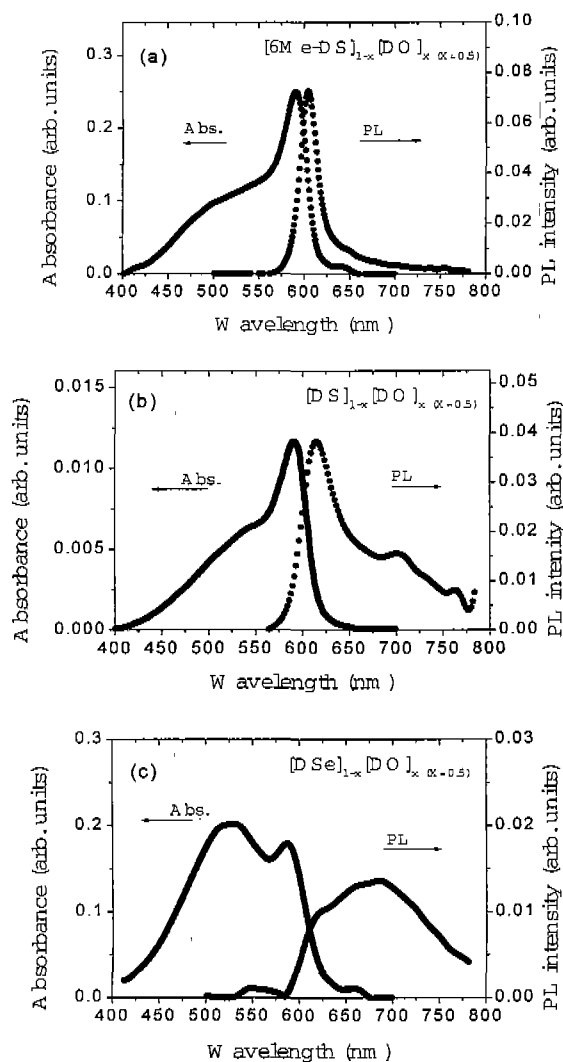 (a)
[6Me-DS]1-x[DO]x (X=0.5)
Abs.
PL
0.3
0.2
0.1
0.0
0.10
0.08
0.06
0.04
0.02
0.00
400 450 500 550 600 650 700 750 800
Absorbance (arb. units)
PL intensity (arb. units)
Wavelength (nm)
(b)
[DS]1-x[DO]x (X=0.5)
Abs.
PL
0.015
0.010
0.005
0.000
0.05
0.04
0.03
0.02
0.01
0.00
400 450 500 550 600 650 700 750 800
Absorbance (arb. units)
PL intenity (arb. units)
Wavelength (nm)
(c)
[DSe]1-x[DO]x (X=0.5)
Abs.
PL
0.3
0.2
0.1
0.0
0.03
0.02
0.01
0.00
400 450 500 550 600 650 700 750 800
Absorbance (arb. units)
PL intensity (arb. units)
Wavelength (nm)